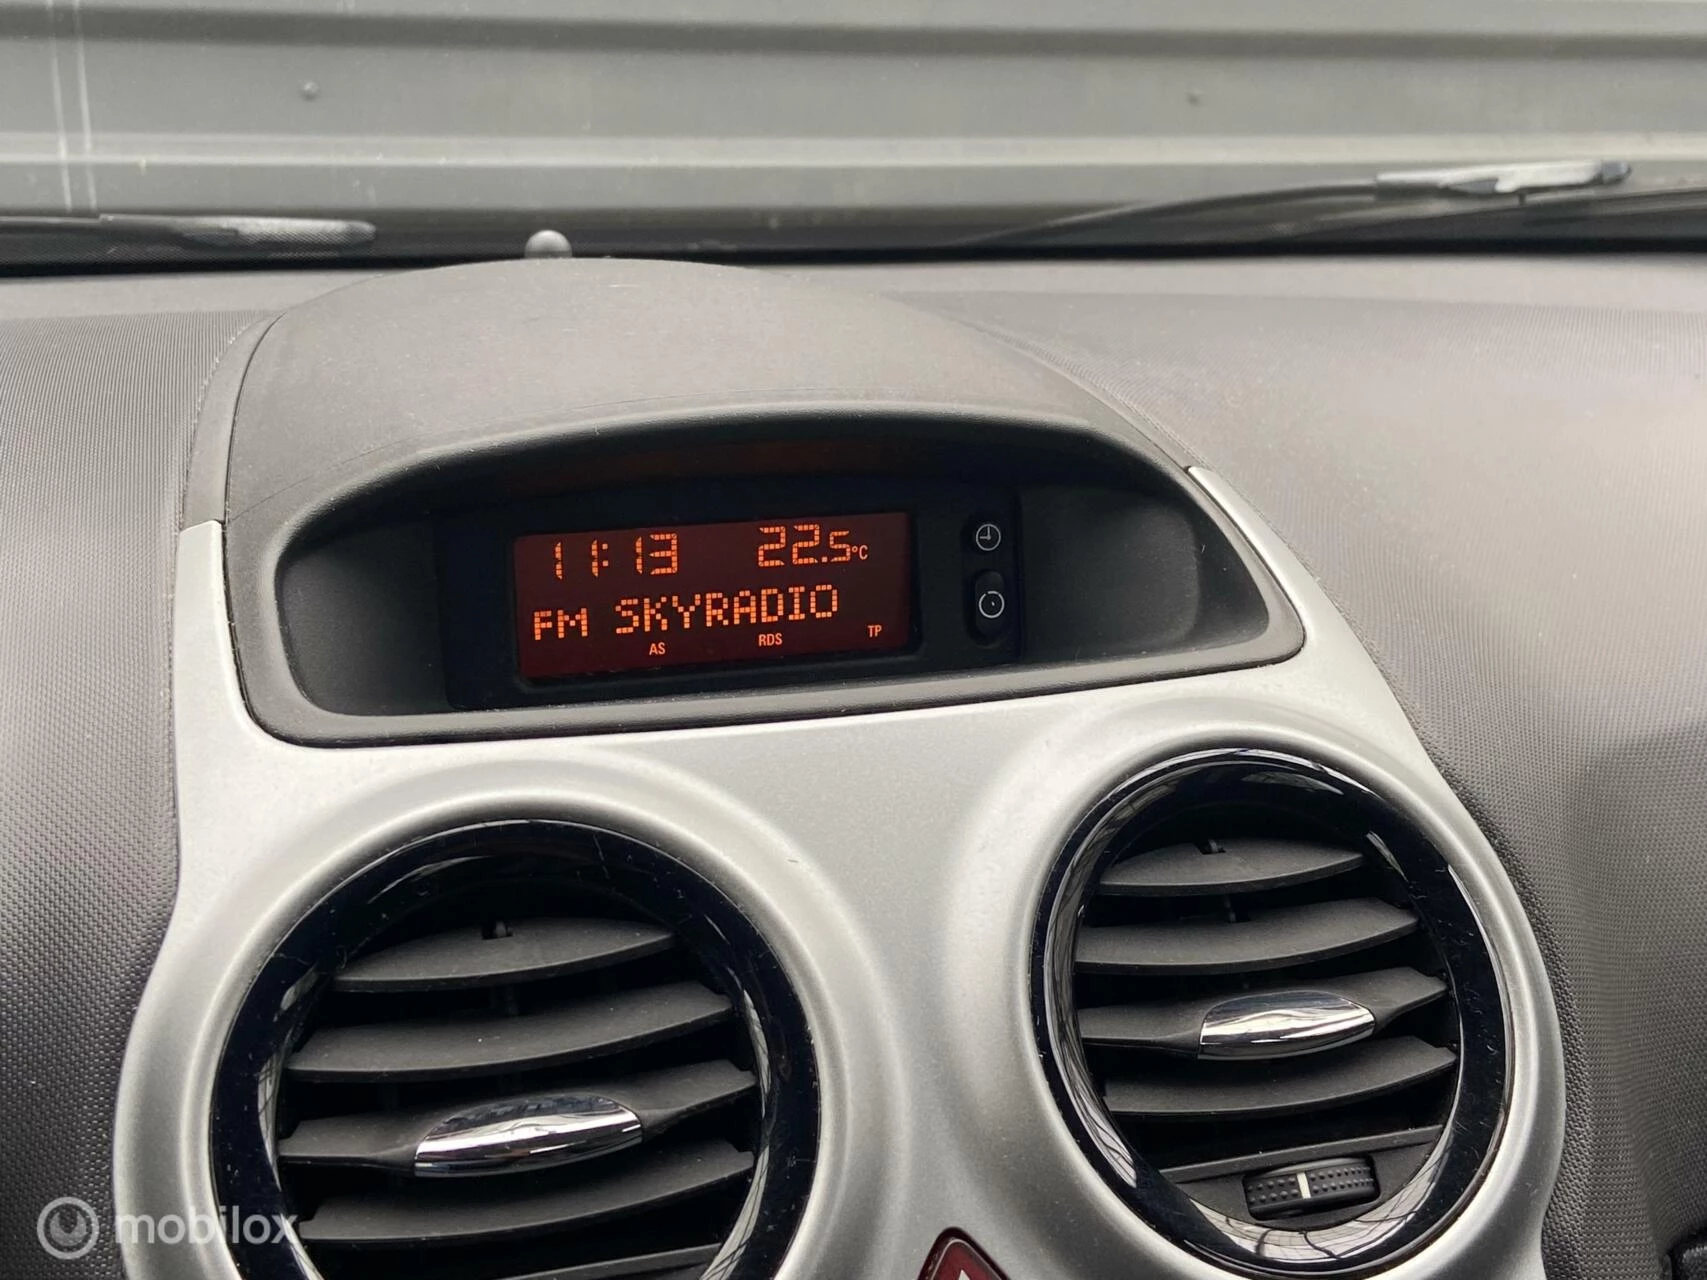 11:13 22.5°C
FM SKYRADIO
AS RDS TP
mobilox